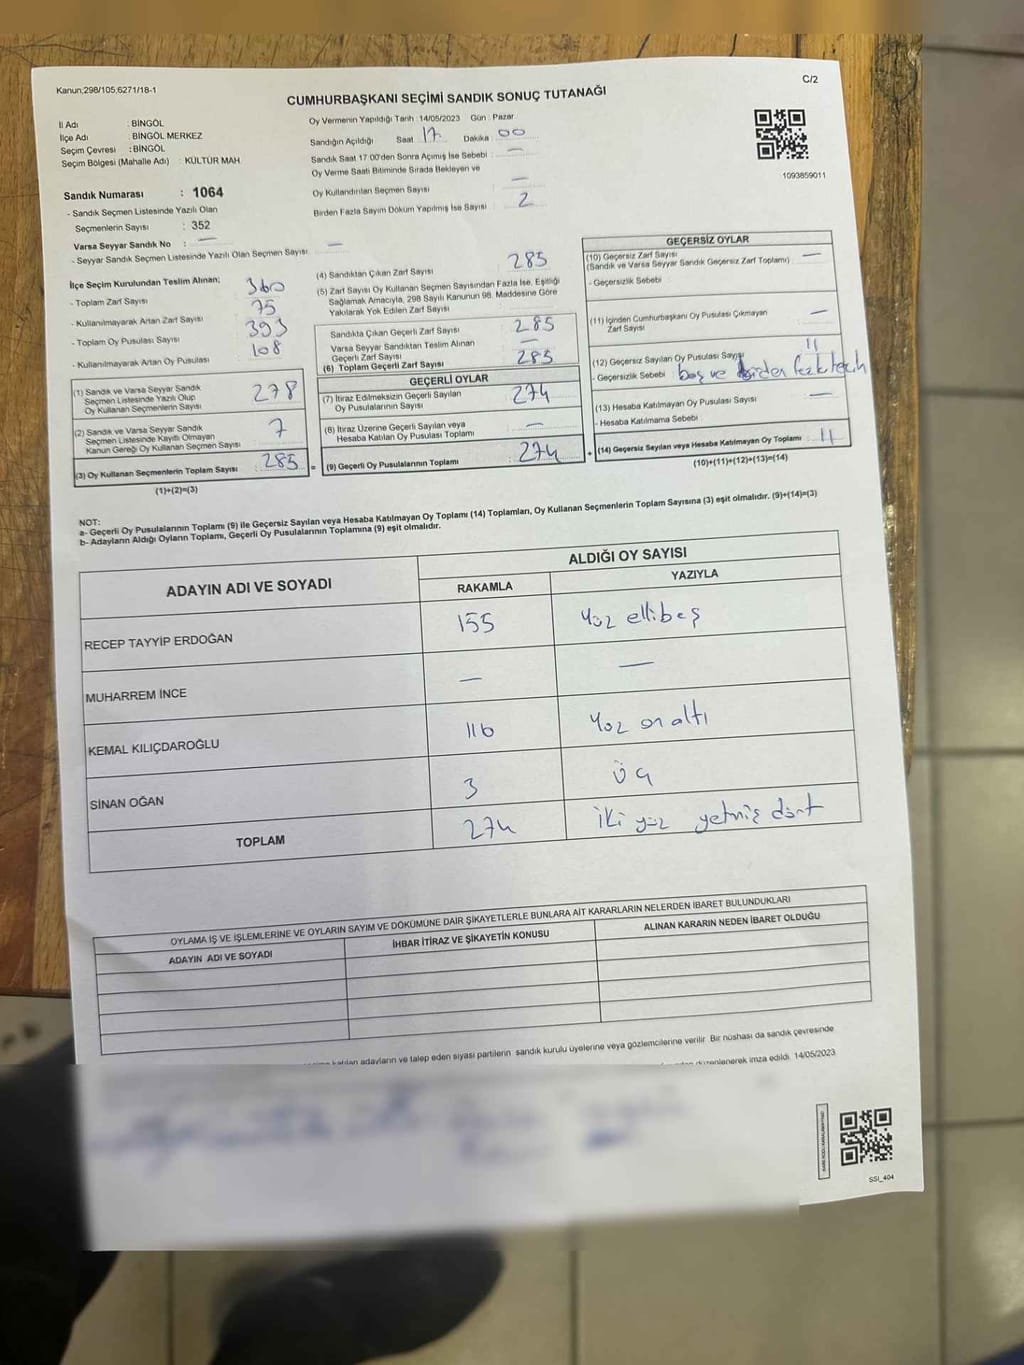 Kanun;298/105;6271/18-1
C/2
CUMHURBAŞKANI SEÇİMİ SANDIK SONUÇ TUTANAĞI
İl Adı : BİNGÖL
İlçe Adı : BİNGÖL MERKEZ
Seçim Çevresi : BİNGÖL
Seçim Bölgesi (Mahalle Adı) : KÜLTÜR MAH
Sandık Numarası : 1064
- Sandık Seçmen Listesinde Yazılı Olan
Seçmenlerin Sayısı : 352
Varsa Seyyar Sandık No : —
- Seyyar Sandık Seçmen Listesinde Yazılı Olan Seçmen Sayısı —
Oy Vermenin Yapıldığı Tarih : 14/05/2023 Gün : Pazar
Sandığın Açıldığı Saat 17 Dakika 00
Sandık Saat 17:00'den Sonra Açımış İse Sebebi —
Oy Verme Saati Bitiminde Sırada Bekleyen ve
Oy Kullandırılan Seçmen Sayısı —
Birden Fazla Sayım Döküm Yapılmış İse Sayısı 2
1093859011
İlçe Seçim Kurulundan Teslim Alınan;
- Toplam Zarf Sayısı 360
- Kullanılmayarak Artan Zarf Sayısı 75
- Toplam Oy Pusulası Sayısı 393
- Kullanılmayarak Artan Oy Pusulası 108
(1) Sandık ve Varsa Seyyar Sandık
Seçmen Listesinde Yazılı Olup
Oy Kullanan Seçmenlerin Sayısı 278
(2) Sandık ve Varsa Seyyar Sandık
Seçmen Listesinde Kayıtlı Olmayan
Kanun Gereği Oy Kullanan Seçmen Sayısı 7
(3) Oy Kullanan Seçmenlerin Toplam Sayısı 285 =
(1)+(2)=(3)
(4) Sandıktan Çıkan Zarf Sayısı 285
(5) Zarf Sayısı Oy Kullanan Seçmen Sayısından Fazla İse, Eşitliği
Sağlamak Amacıyla, 298 Sayılı Kanunun 98. Maddesine Göre
Yakılarak Yok Edilen Zarf Sayısı
Sandıkta Çıkan Geçerli Zarf Sayısı 285
Varsa Seyyar Sandıktan Teslim Alınan
Geçerli Zarf Sayısı —
(6) Toplam Geçerli Zarf Sayısı 285
GEÇERLİ OYLAR
(7) İtiraz Edilmeksizin Geçerli Sayılan
Oy Pusulalarının Sayısı 274
(8) İtiraz Üzerine Geçerli Sayılan veya
Hesaba Katılan Oy Pusulası Toplamı —
(9) Geçerli Oy Pusulalarının Toplamı 274 +
GEÇERSİZ OYLAR
(10) Geçersiz Zarf Sayısı —
(Sandık ve Varsa Seyyar Sandık Geçersiz Zarf Toplamı)
- Geçersizlik Sebebi
(11) İçinden Cumhurbaşkanı Oy Pusulası Çıkmayan
Zarf Sayısı —
(12) Geçersiz Sayılan Oy Pusulası Sayısı 11
- Geçersizlik Sebebi boş ve birden fazla tercih
(13) Hesaba Katılmayan Oy Pusulası Sayısı —
- Hesaba Katılmama Sebebi
(14) Geçersiz Sayılan veya Hesaba Katılmayan Oy Toplamı 11
(10)+(11)+(12)+(13)=(14)
NOT:
a- Geçerli Oy Pusulalarının Toplamı (9) ile Geçersiz Sayılan veya Hesaba Katılmayan Oy Toplamı (14) Toplamları, Oy Kullanan Seçmenlerin Toplam Sayısına (3) eşit olmalıdır. (9)+(14)=(3)
b- Adayların Aldığı Oyların Toplamı, Geçerli Oy Pusulalarının Toplamına (9) eşit olmalıdır.
ADAYIN ADI VE SOYADI
ALDIĞI OY SAYISI
RAKAMLA YAZIYLA
RECEP TAYYİP ERDOĞAN 155 Yüz ellibeş
MUHARREM İNCE — —
KEMAL KILIÇDAROĞLU 116 Yüz on altı
SİNAN OĞAN 3 üç
TOPLAM 274 iki yüz yetmiş dört
OYLAMA İŞ VE İŞLEMLERİNE VE OYLARIN SAYIM VE DÖKÜMÜNE DAİR ŞİKAYETLERLE BUNLARA AİT KARARLARIN NELERDEN İBARET BULUNDUKLARI
ADAYIN ADI VE SOYADI İHBAR İTİRAZ VE ŞİKAYETİN KONUSU ALINAN KARARIN NEDEN İBARET OLDUĞU
katılan adayların ve talep eden siyasi partilerin sandık kurulu üyelerine veya gözlemcilerine verilir. Bir nüshası da sandık çevresinde
düzenlenerek imza edildi. 14/05/2023
SSI_404